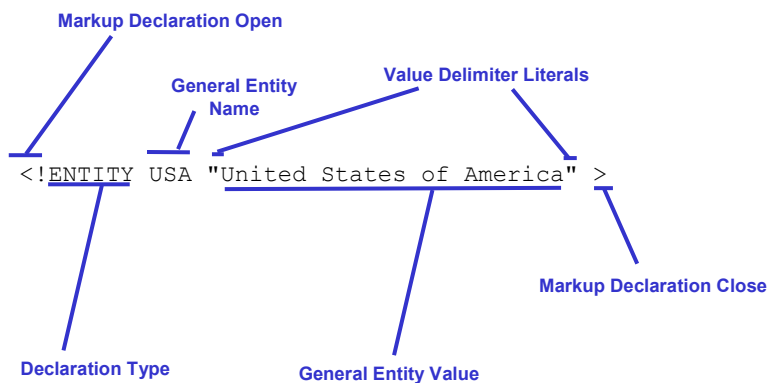 Markup Declaration Open
General Entity
Name
Value Delimiter Literals
<!ENTITY USA "United States of America" >
Markup Declaration Close
Declaration Type
General Entity Value